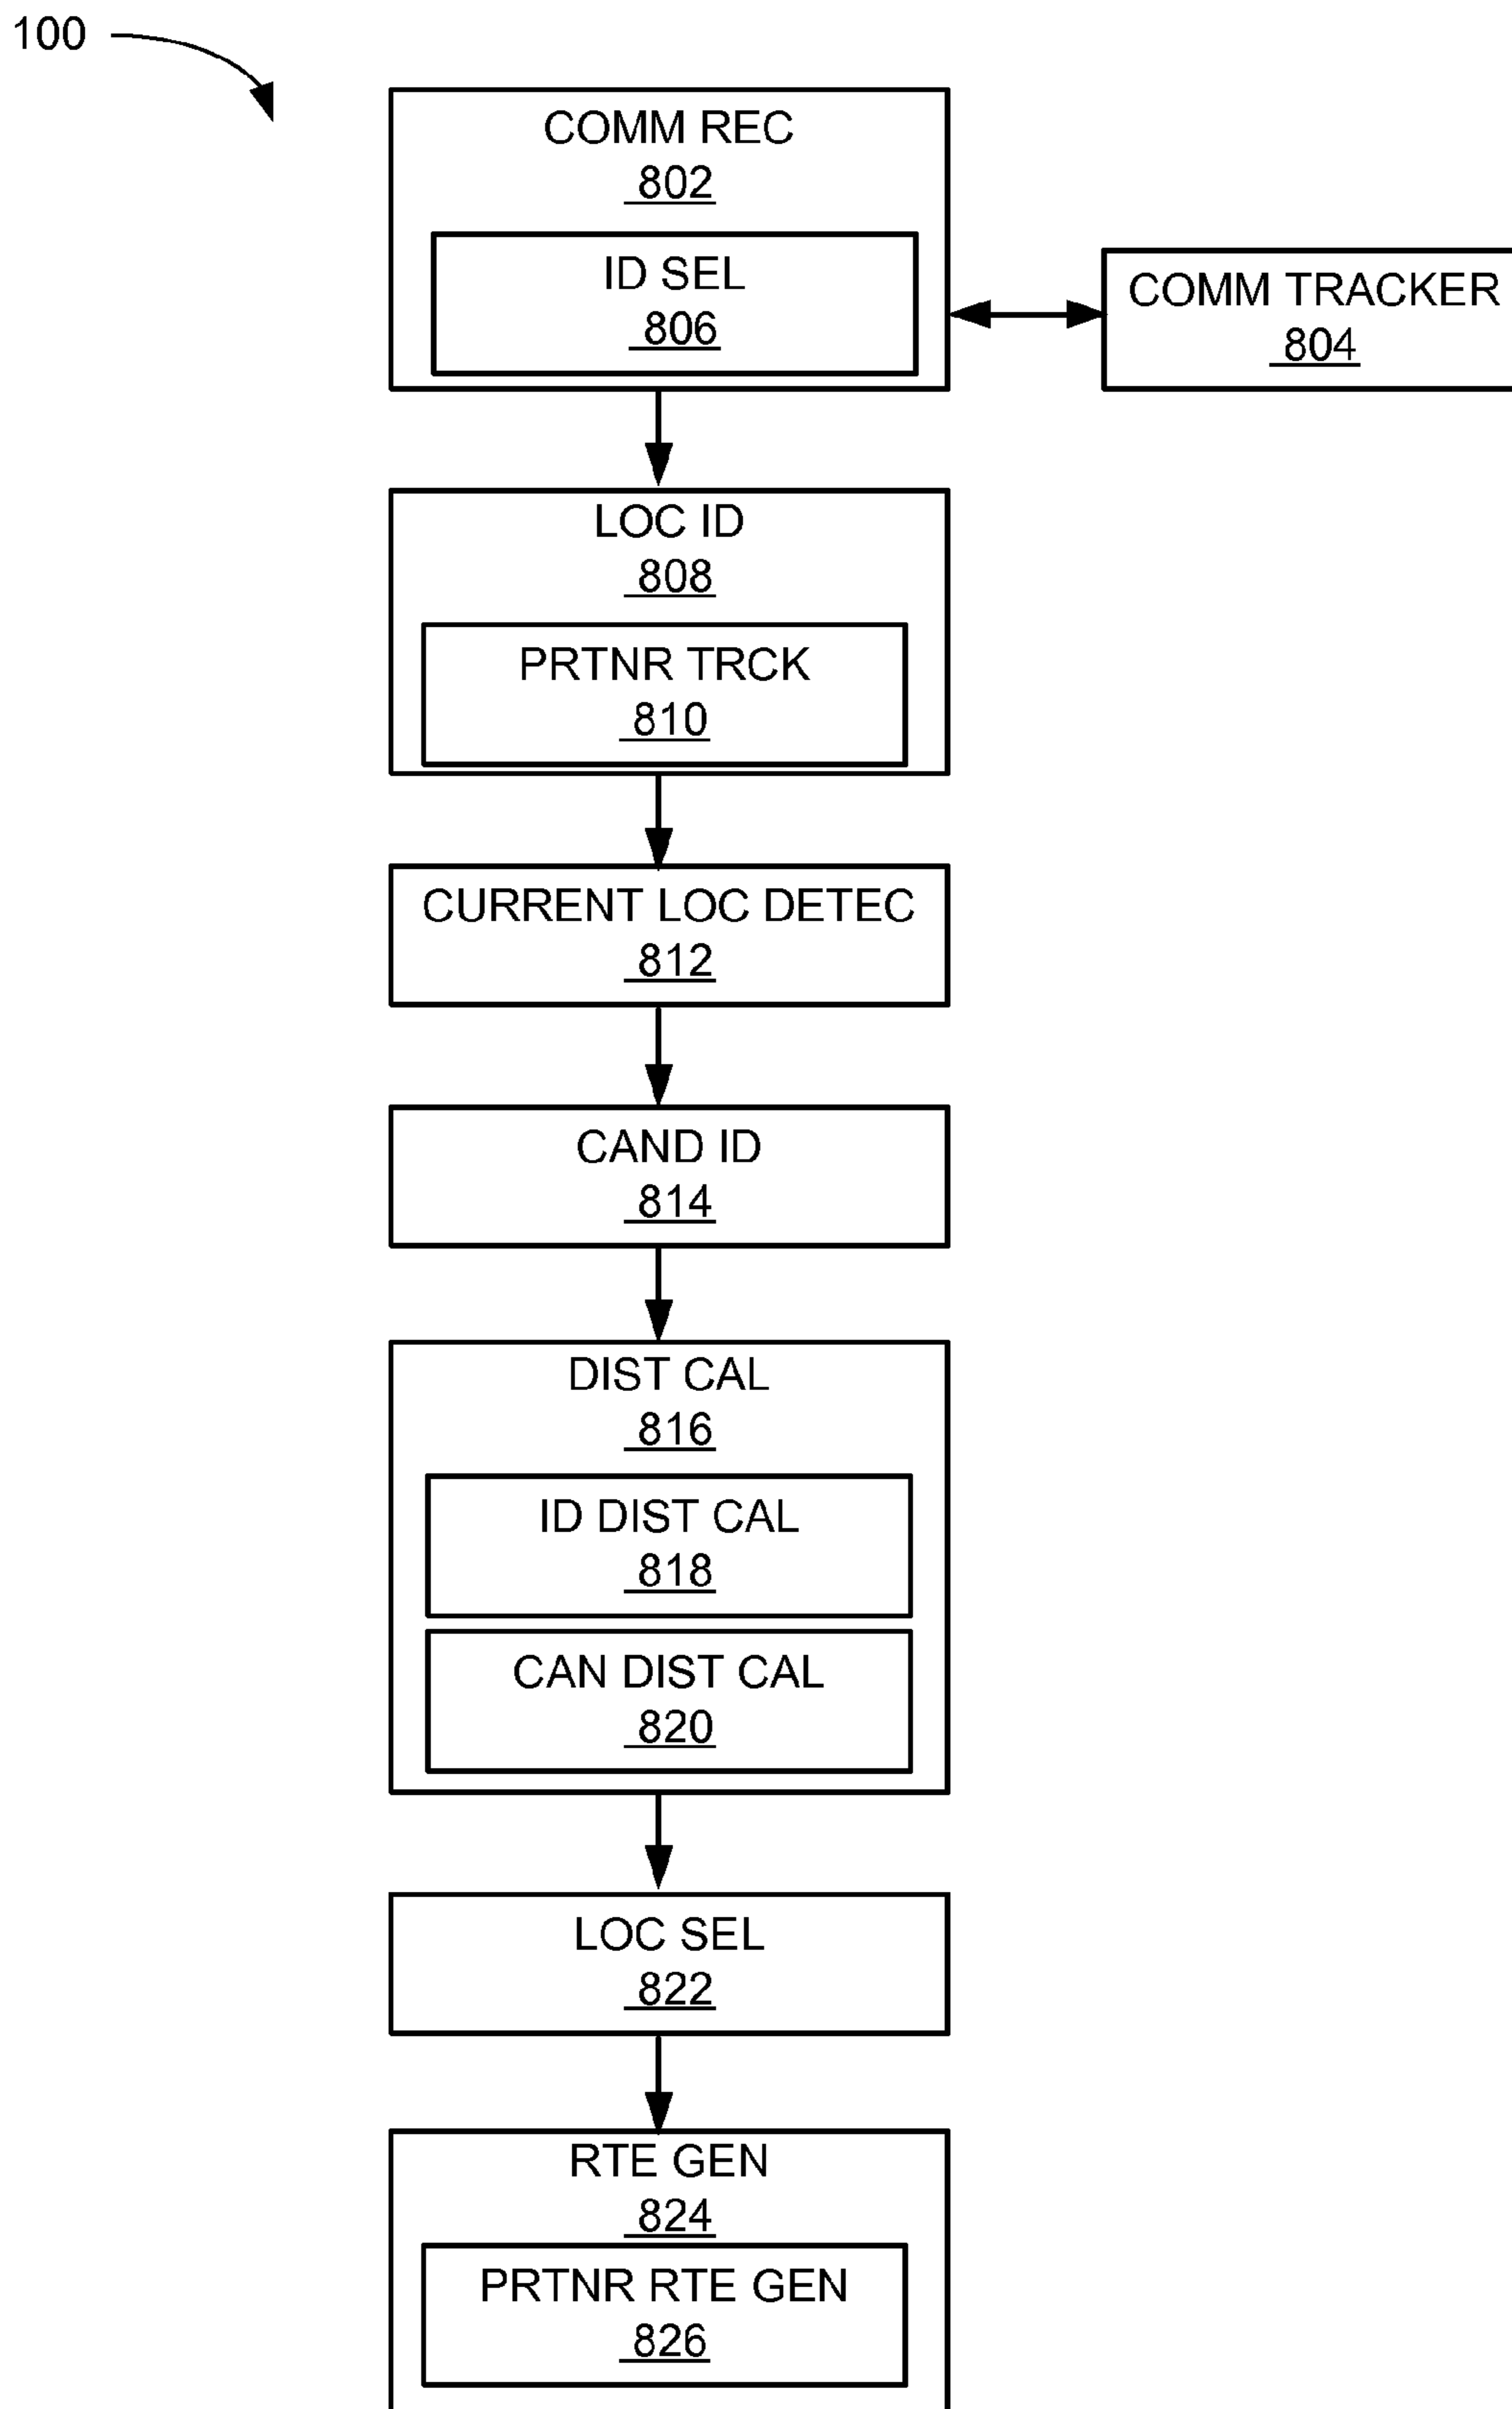 100
COMM REC
802
ID SEL
806
COMM TRACKER
804
LOC ID
808
PRTNR TRCK
810
CURRENT LOC DETEC
812
CAND ID
814
DIST CAL
816
ID DIST CAL
818
CAN DIST CAL
820
LOC SEL
822
RTE GEN
824
PRTNR RTE GEN
826